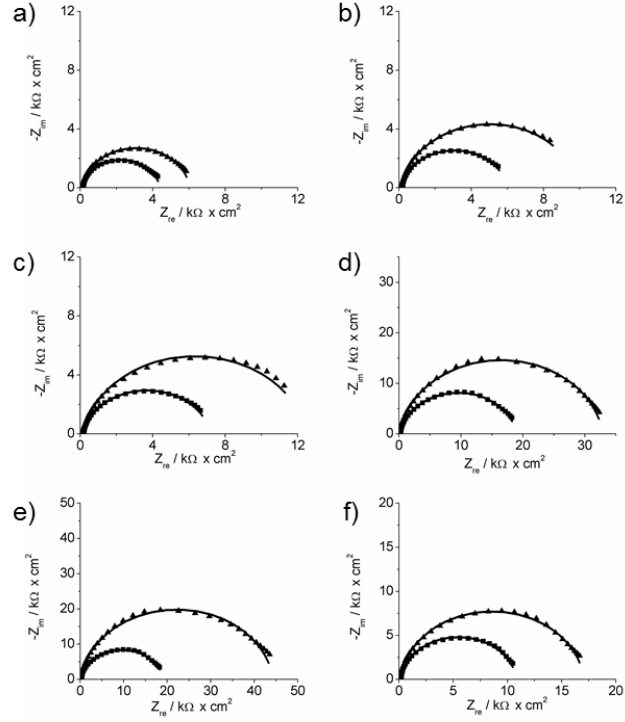 a)
12
8
4
0
-Z_im / kΩ x cm²
0 4 8 12
Z_re / kΩ x cm²
b)
12
8
4
0
-Z_im / kΩ x cm²
0 4 8 12
Z_re / kΩ x cm²
c)
12
8
4
0
-Z_im / kΩ x cm²
0 4 8 12
Z_re / kΩ x cm²
d)
30
20
10
0
-Z_im / kΩ x cm²
0 10 20 30
Z_re / kΩ x cm²
e)
50
40
30
20
10
0
-Z_im / kΩ x cm²
0 10 20 30 40 50
Z_re / kΩ x cm²
f)
20
15
10
5
0
-Z_im / kΩ x cm²
0 5 10 15 20
Z_re / kΩ x cm²